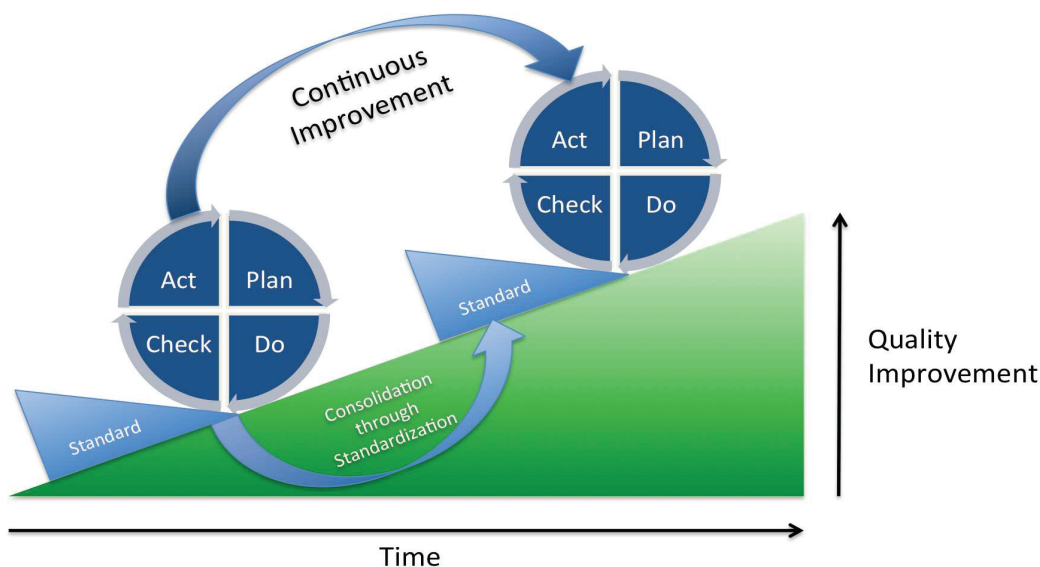 Continuous
Improvement
Act
Plan
Check
Do
Act
Plan
Check
Do
Standard
Standard
Consolidation
through
Standardization
Quality
Improvement
Time